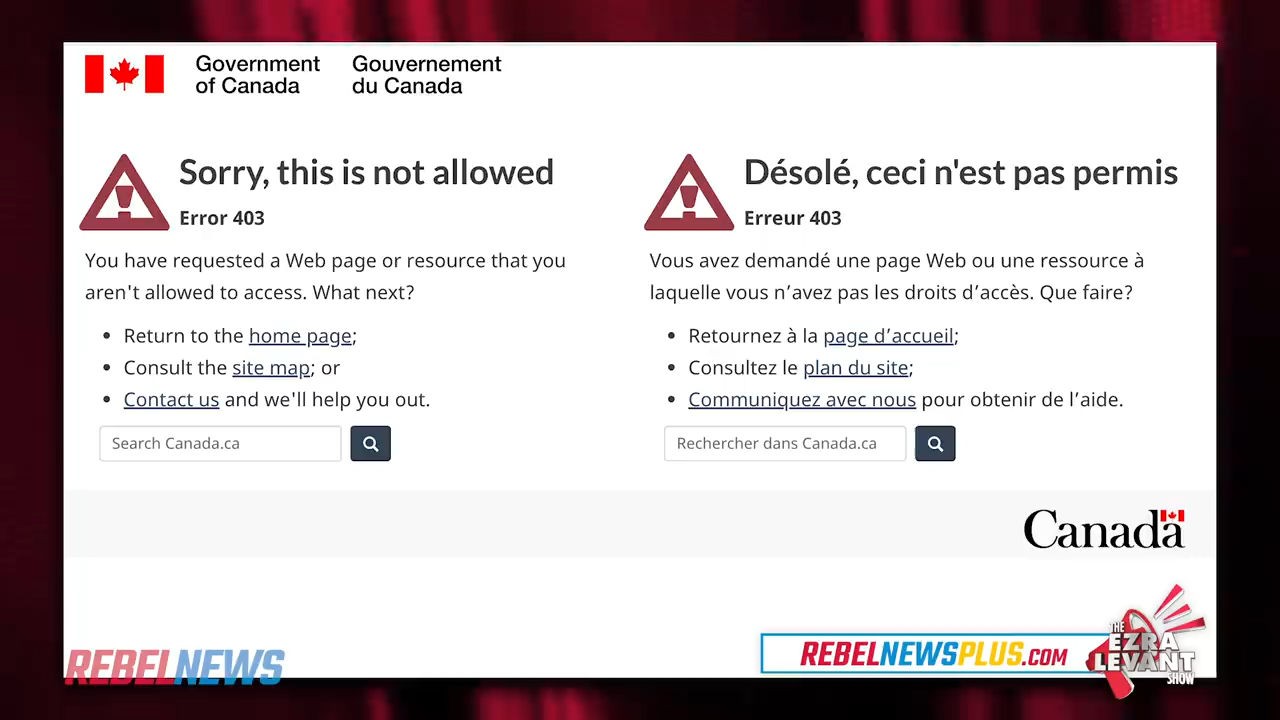 Government
of Canada
Gouvernement
du Canada
Sorry, this is not allowed
Error 403
You have requested a Web page or resource that you
aren't allowed to access. What next?
Return to the home page;
Consult the site map; or
Contact us and we'll help you out.
Search Canada.ca
Désolé, ceci n'est pas permis
Erreur 403
Vous avez demandé une page Web ou une ressource à
laquelle vous n’avez pas les droits d’accès. Que faire?
Retournez à la page d’accueil;
Consultez le plan du site;
Communiquez avec nous pour obtenir de l’aide.
Rechercher dans Canada.ca
Canada
REBELNEWS
REBELNEWSPLUS.COM
THE
EZRA
LEVANT
SHOW